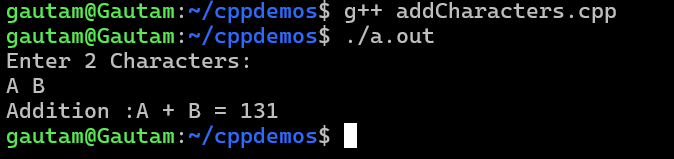 gautam@Gautam:~/cppdemos$ g++ addCharacters.cpp
gautam@Gautam:~/cppdemos$ ./a.out
Enter 2 Characters:
A B
Addition :A + B = 131
gautam@Gautam:~/cppdemos$